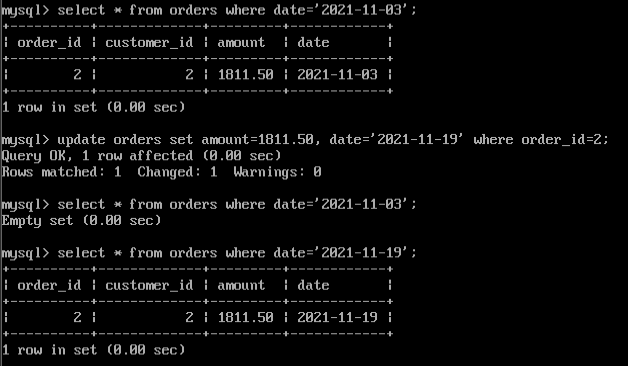 mysql> select * from orders where date='2021-11-03';
+----------+-------------+---------+------------+
| order_id | customer_id | amount  | date       |
+----------+-------------+---------+------------+
|        2 |           2 | 1811.50 | 2021-11-03 |
+----------+-------------+---------+------------+
1 row in set (0.00 sec)
mysql> update orders set amount=1811.50, date='2021-11-19' where order_id=2;
Query OK, 1 row affected (0.00 sec)
Rows matched: 1  Changed: 1  Warnings: 0
mysql> select * from orders where date='2021-11-03';
Empty set (0.00 sec)
mysql> select * from orders where date='2021-11-19';
+----------+-------------+---------+------------+
| order_id | customer_id | amount  | date       |
+----------+-------------+---------+------------+
|        2 |           2 | 1811.50 | 2021-11-19 |
+----------+-------------+---------+------------+
1 row in set (0.00 sec)